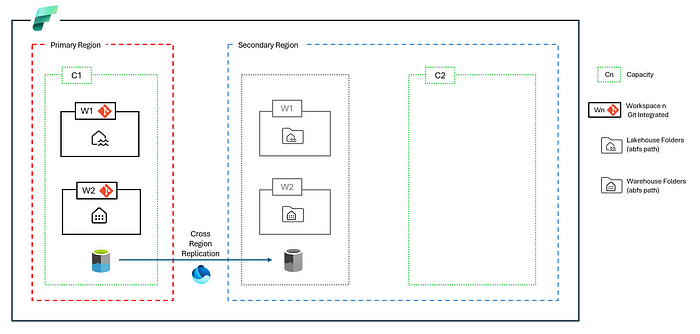 Primary Region
Secondary Region
C1
C2
Cn
Capacity
W1
W1
Wn
Workspace n
Git Integrated
Lakehouse Folders
(abfs path)
W2
W2
Warehouse Folders
(abfs path)
Cross
Region
Replication